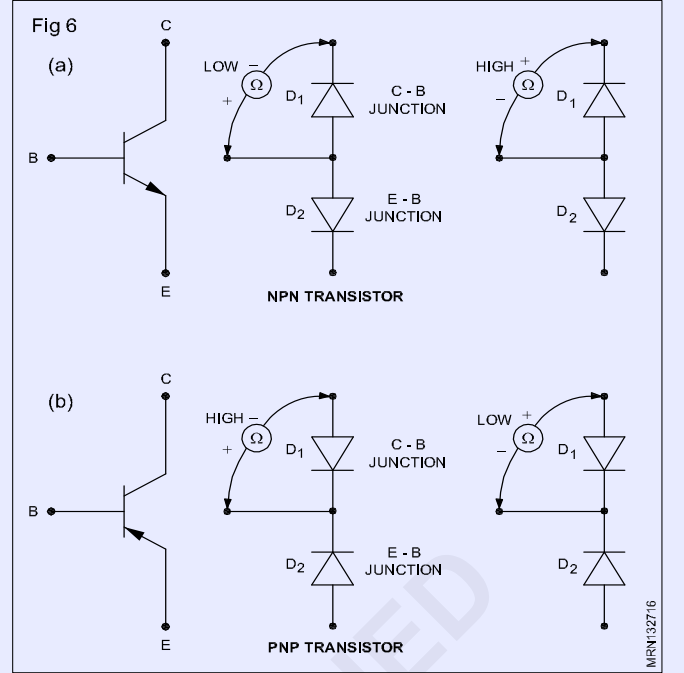 Fig 6
(a)
C
B
E
LOW
–
+
Ω
D1
C - B
JUNCTION
D2
E - B
JUNCTION
HIGH
+
–
Ω
D1
D2
NPN TRANSISTOR
(b)
C
B
E
HIGH
–
+
Ω
D1
C - B
JUNCTION
D2
E - B
JUNCTION
LOW
+
–
Ω
D1
D2
PNP TRANSISTOR
MRN132716